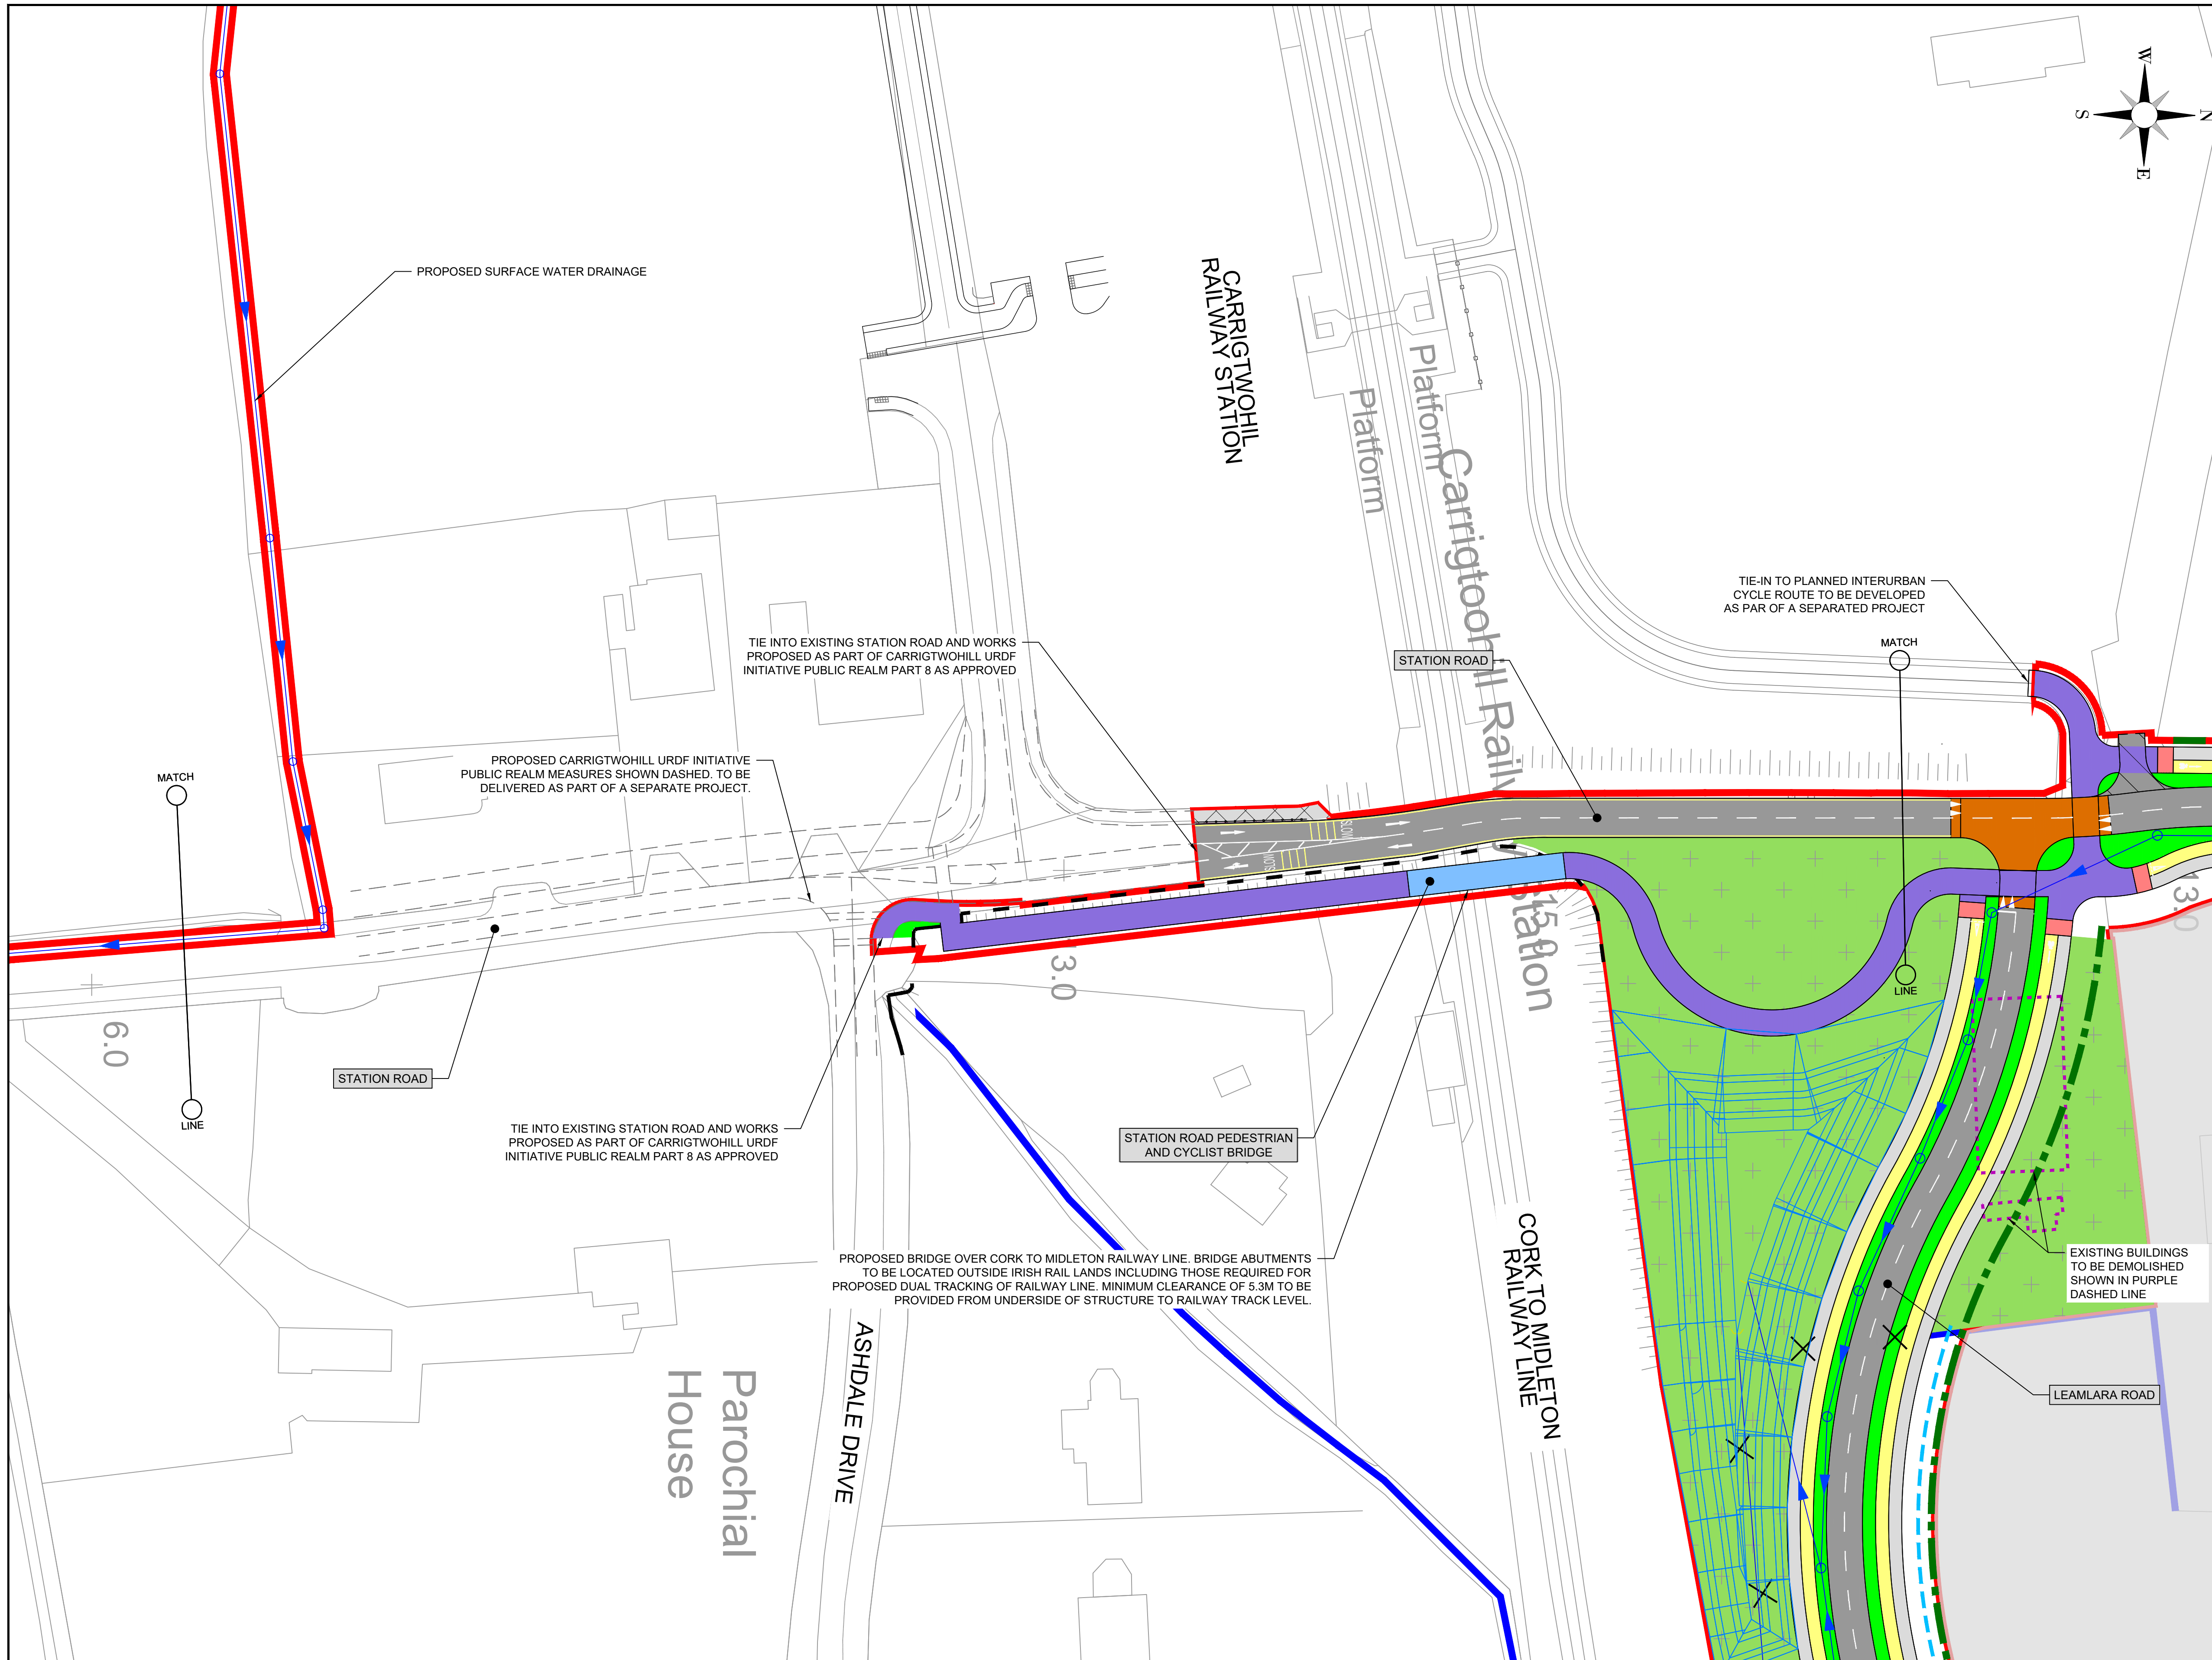 W
N
S
E
PROPOSED SURFACE WATER DRAINAGE
CARRIGTWOHIL
RAILWAY STATION
Platform
Platform
Carrigtoohill Railway Station
TIE-IN TO PLANNED INTERURBAN
CYCLE ROUTE TO BE DEVELOPED
AS PAR OF A SEPARATED PROJECT
MATCH
LINE
TIE INTO EXISTING STATION ROAD AND WORKS
PROPOSED AS PART OF CARRIGTWOHILL URDF
INITIATIVE PUBLIC REALM PART 8 AS APPROVED
STATION ROAD
PROPOSED CARRIGTWOHILL URDF INITIATIVE
PUBLIC REALM MEASURES SHOWN DASHED. TO BE
DELIVERED AS PART OF A SEPARATE PROJECT.
MATCH
LINE
SLOW
SLOW
15.0
13.0
3.0
6.0
STATION ROAD
TIE INTO EXISTING STATION ROAD AND WORKS
PROPOSED AS PART OF CARRIGTWOHILL URDF
INITIATIVE PUBLIC REALM PART 8 AS APPROVED
STATION ROAD PEDESTRIAN
AND CYCLIST BRIDGE
PROPOSED BRIDGE OVER CORK TO MIDLETON RAILWAY LINE. BRIDGE ABUTMENTS
TO BE LOCATED OUTSIDE IRISH RAIL LANDS INCLUDING THOSE REQUIRED FOR
PROPOSED DUAL TRACKING OF RAILWAY LINE. MINIMUM CLEARANCE OF 5.3M TO BE
PROVIDED FROM UNDERSIDE OF STRUCTURE TO RAILWAY TRACK LEVEL.
CORK TO MIDLETON
RAILWAY LINE
EXISTING BUILDINGS
TO BE DEMOLISHED
SHOWN IN PURPLE
DASHED LINE
LEAMLARA ROAD
ASHDALE DRIVE
Parochial
House